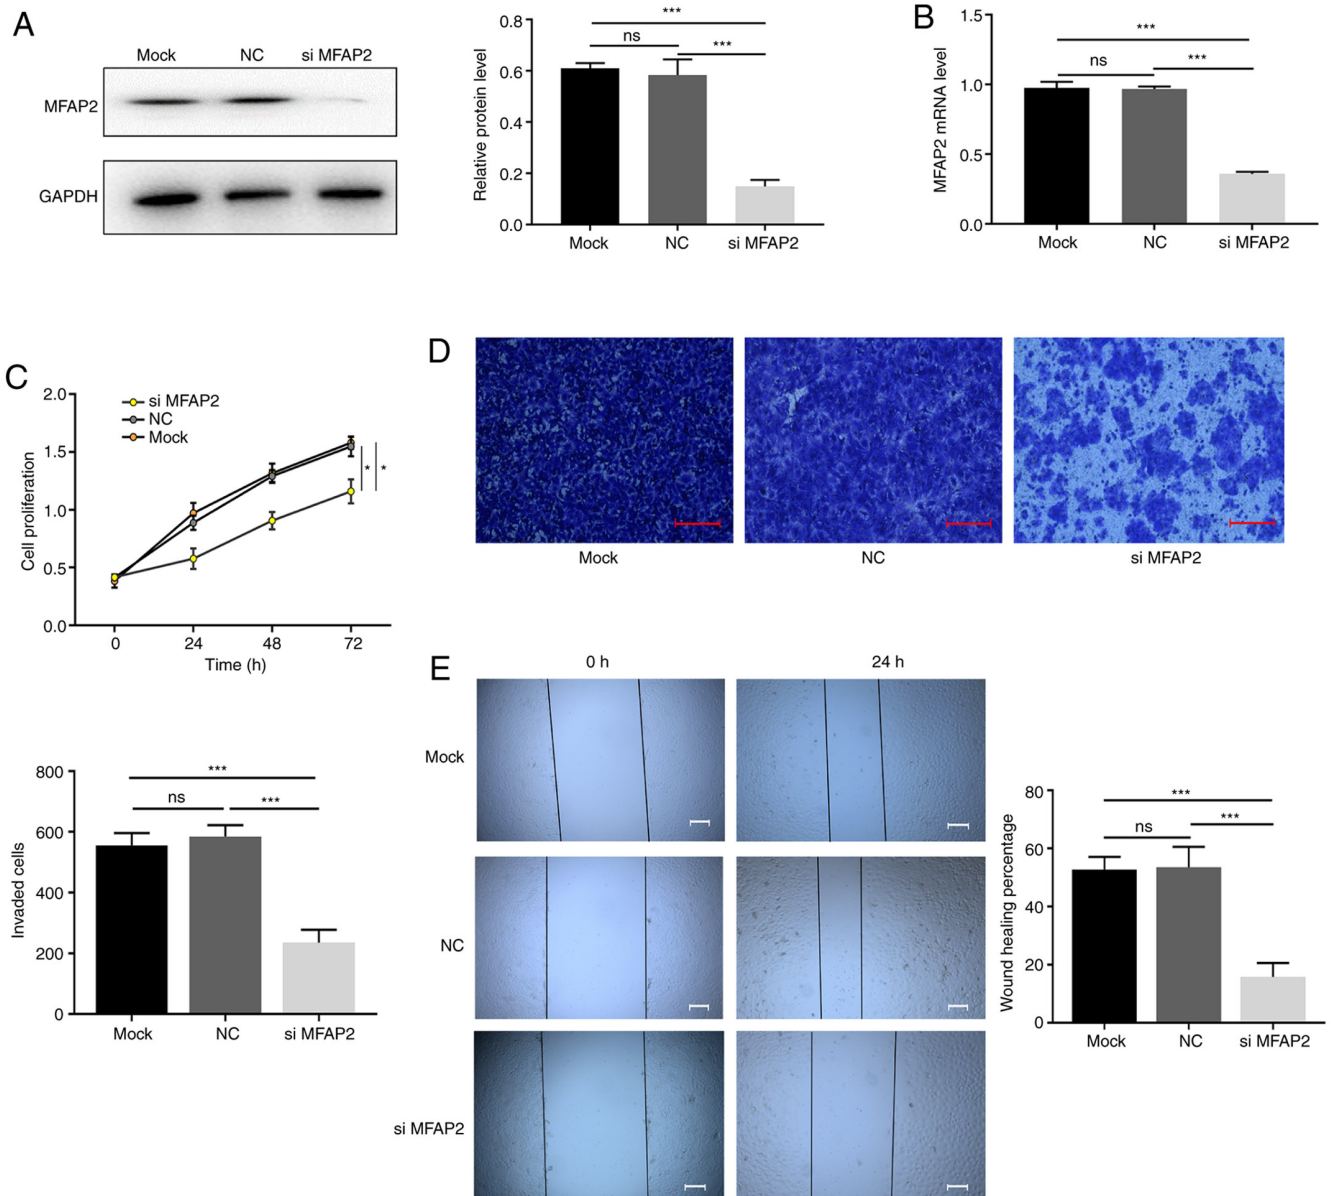 A
Mock NC si MFAP2
MFAP2
GAPDH
Relative protein level
0.8
0.6
0.4
0.2
0.0
***
ns
***
Mock NC si MFAP2
B
MFAP2 mRNA level
1.5
1.0
0.5
0.0
***
ns
***
Mock NC si MFAP2
C
Cell proliferation
2.0
1.5
1.0
0.5
0.0
si MFAP2
NC
Mock
* *
0 24 48 72
Time (h)
D
Mock NC si MFAP2
Invaded cells
800
600
400
200
0
***
ns
***
Mock NC si MFAP2
E
0 h 24 h
Mock
NC
si MFAP2
Wound healing percentage
80
60
40
20
0
***
ns
***
Mock NC si MFAP2